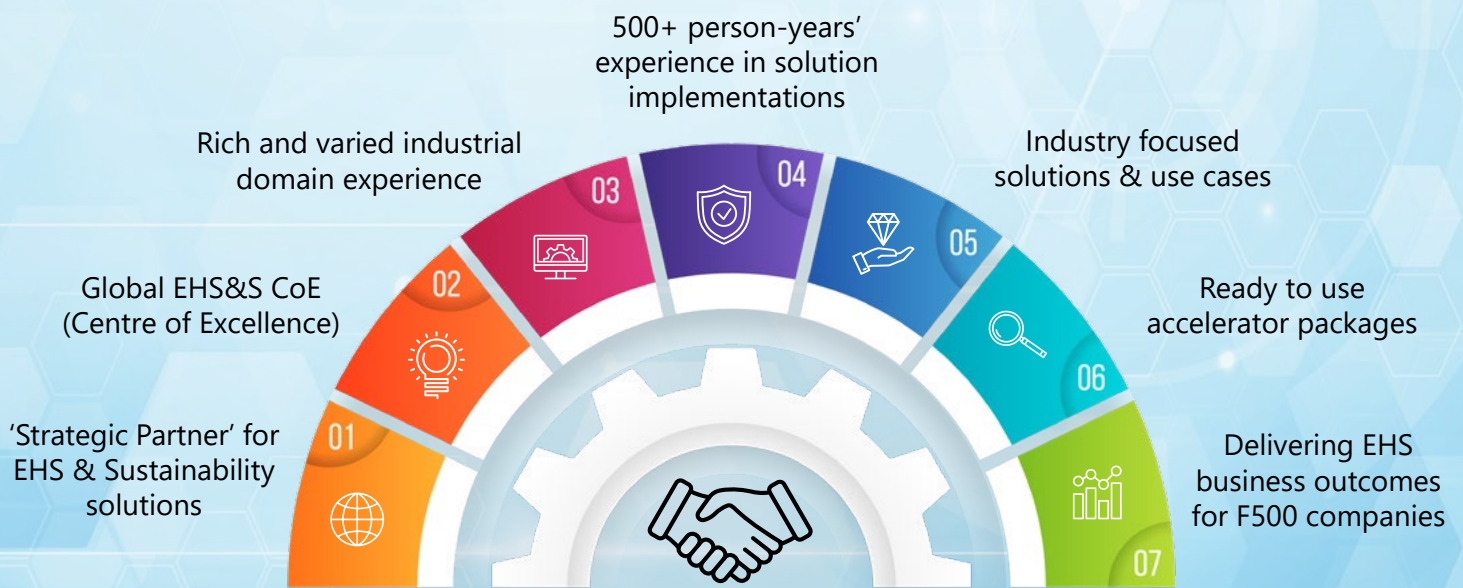 500+ person-years’
experience in solution
implementations
Rich and varied industrial
domain experience
Industry focused
solutions & use cases
Global EHS&S CoE
(Centre of Excellence)
Ready to use
accelerator packages
‘Strategic Partner’ for
EHS & Sustainability
solutions
Delivering EHS
business outcomes
for F500 companies
01
02
03
04
05
06
07